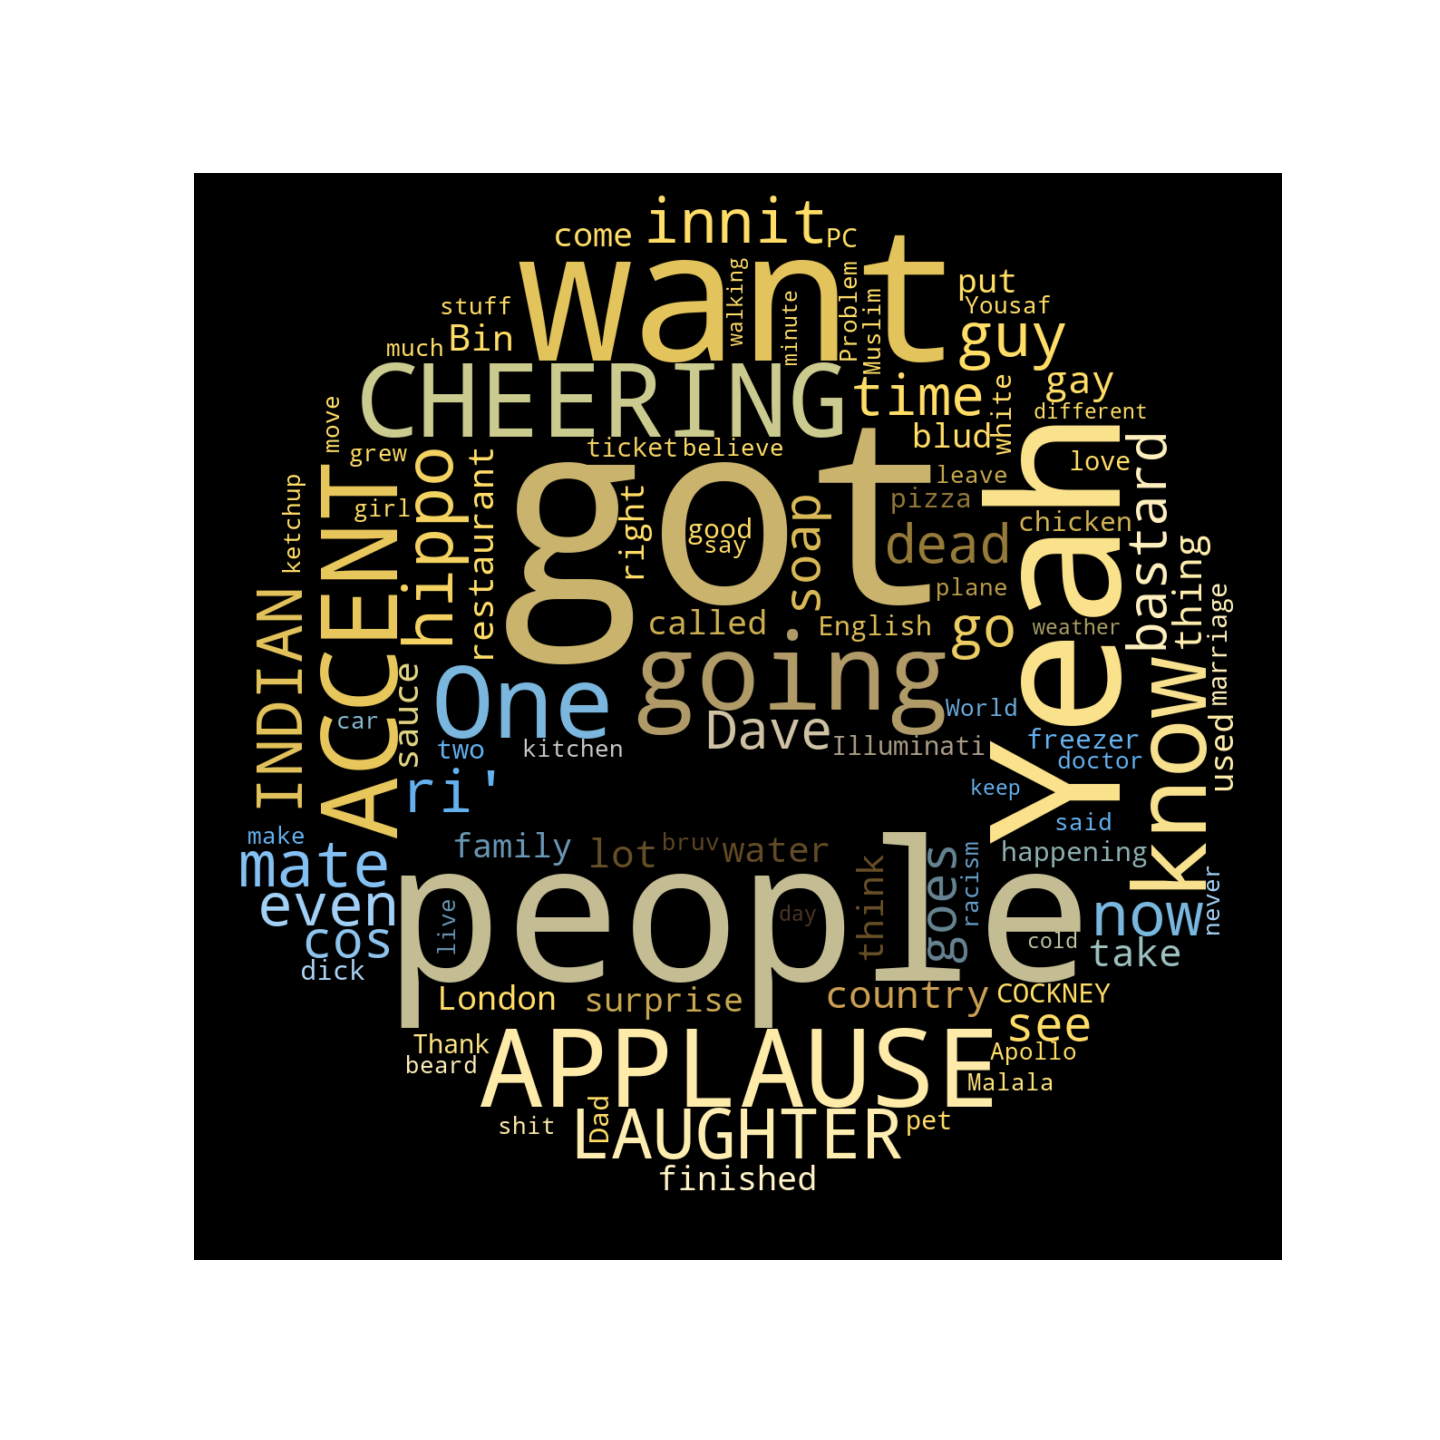 come innit PC
want
walking
minute
Problem
Muslim
put
Yousaf
guy
stuff
Bin
much
CHEERING
time
white
gay
different
blud
love
bastard
move
grew
ticket believe
got
Yeah
leave
pizza
chicken
ketchup
girl
ACCENT
hippo
restaurant
right
good
say
soap
dead
plane
thing
INDIAN
called
English
go
weather
marriage
sauce
One
going
know
car
two
kitchen
Dave
Illuminati
World
freezer
doctor
used
ri'
keep
said
make
mate
family
lot
bruv
water
happening
people
think
goes
racism
never
even
live
day
now
cos
cold
take
dick
London
surprise
country
COCKNEY
see
Thank
beard
APPLAUSE
Apollo
Malala
shit
Dad
LAUGHTER
pet
finished